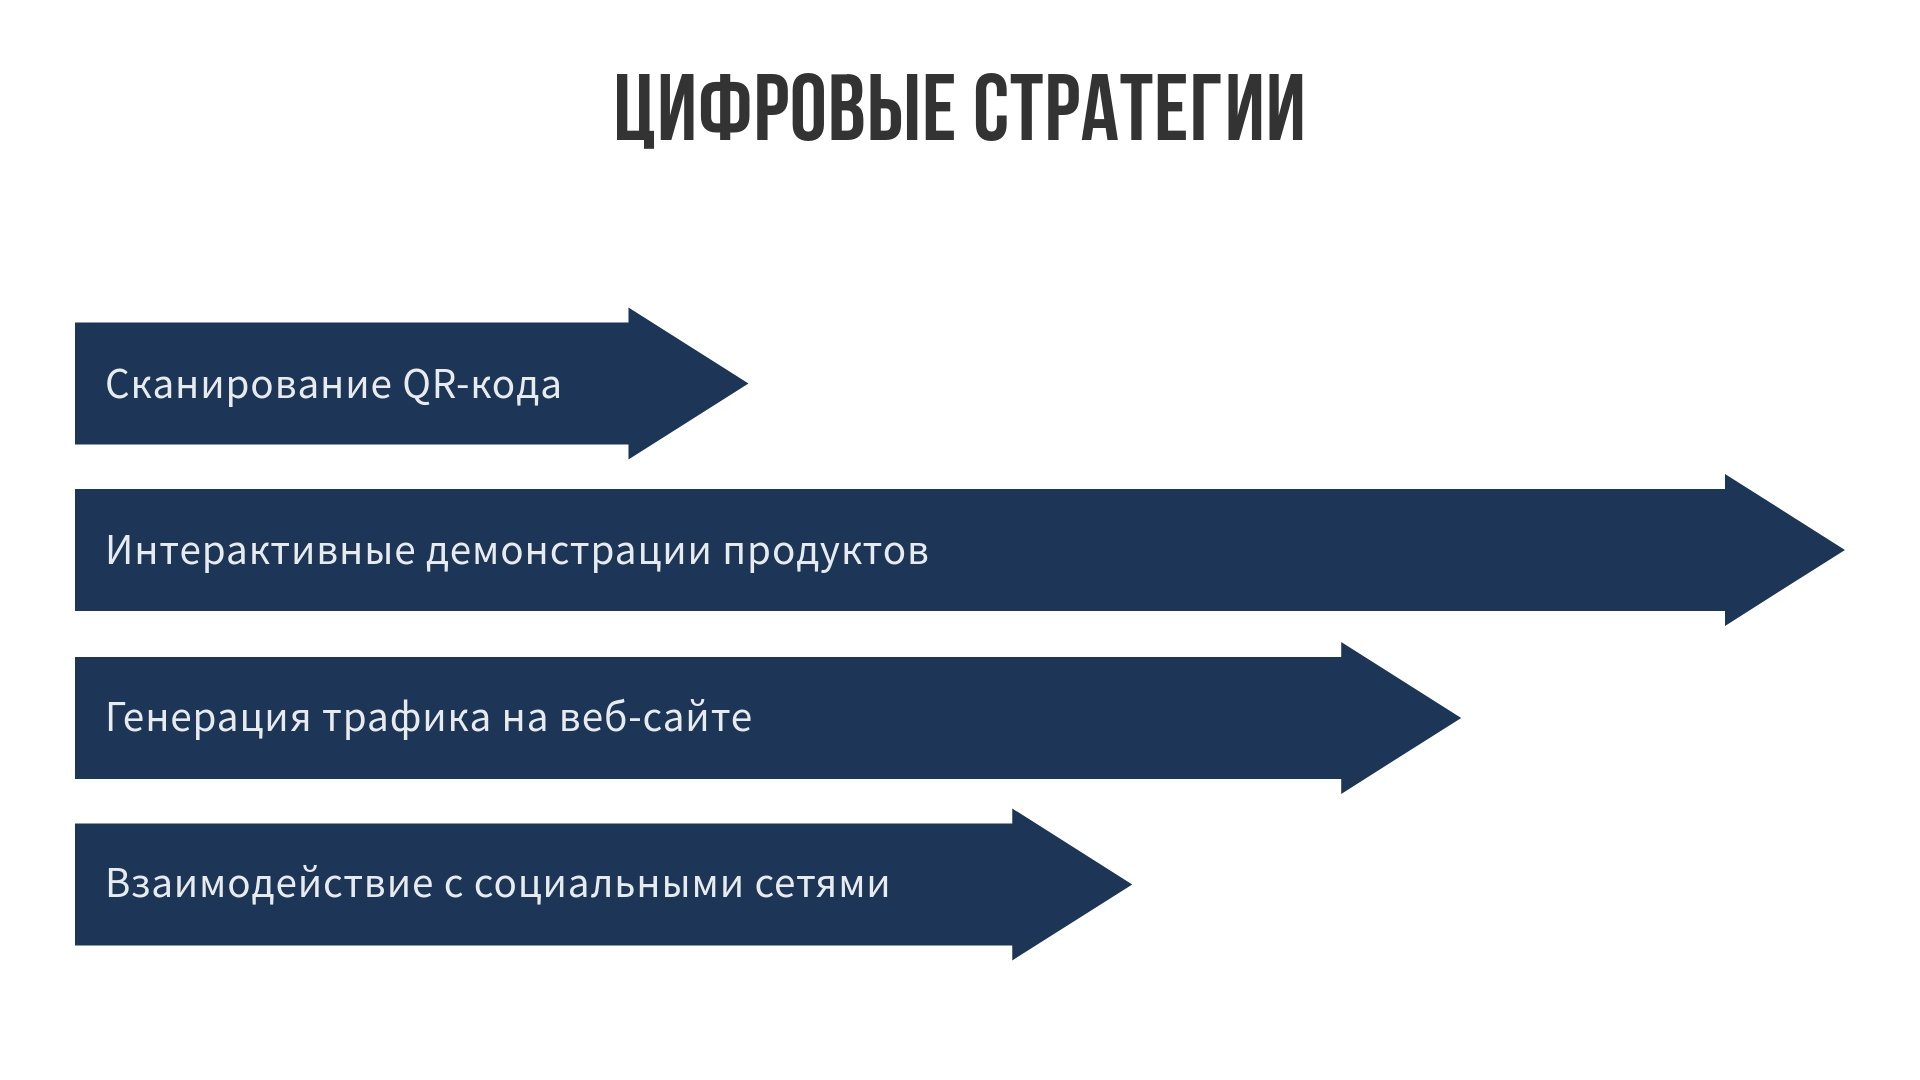 ЦИФРОВЫЕ СТРАТЕГИИ
Сканирование QR-кода
Интерактивные демонстрации продуктов
Генерация трафика на веб-сайте
Взаимодействие с социальными сетями